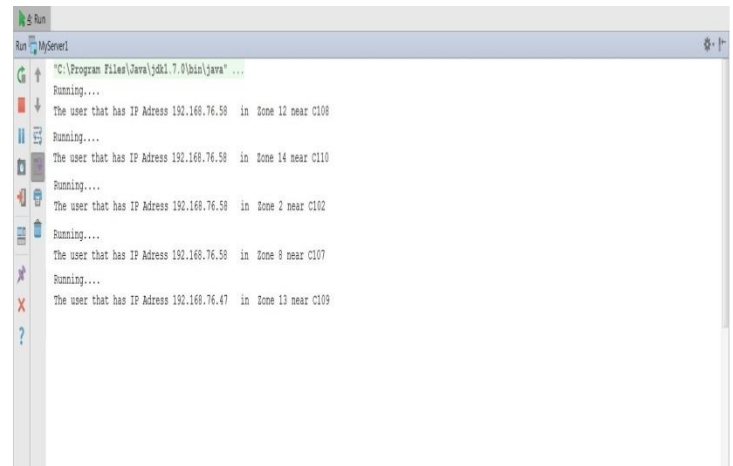 4: Run
Run MyServer1
"C:\Program Files\Java\jdk1.7.0\bin\java" ...
Running....
The user that has IP Adress 192.168.76.58 in Zone 12 near C108
Running....
The user that has IP Adress 192.168.76.58 in Zone 14 near C110
Running....
The user that has IP Adress 192.168.76.58 in Zone 2 near C102
Running....
The user that has IP Adress 192.168.76.58 in Zone 8 near C107
Running....
The user that has IP Adress 192.168.76.47 in Zone 13 near C109